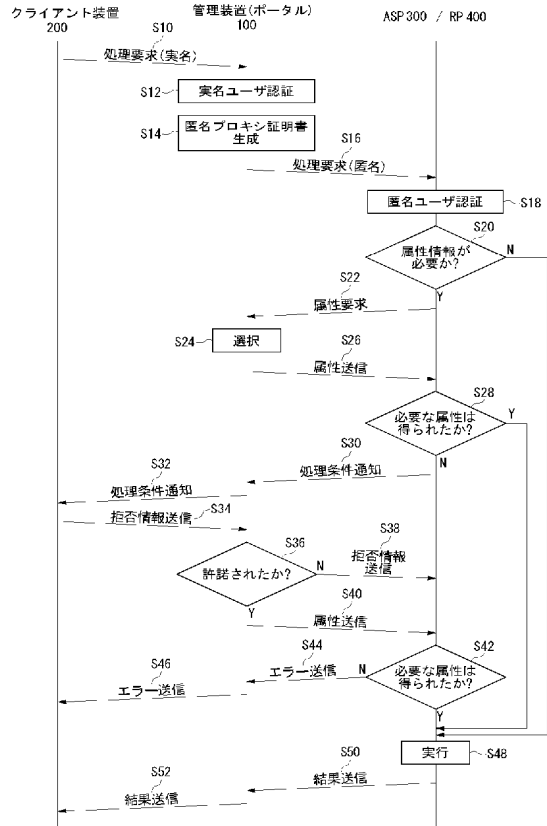 クライアント装置
200
管理装置(ポータル)
100
ASP 300 / RP 400
S10
処理要求(実名)
S12
実名ユーザ認証
S14
匿名プロキシ証明書
生成
S16
処理要求(匿名)
匿名ユーザ認証
S18
S20
属性情報が
必要か?
N
Y
S22
属性要求
S24
選択
S26
属性送信
S28
必要な属性は
得られたか?
Y
N
S30
処理条件通知
S32
処理条件通知
S34
拒否情報送信
S36
許諾されたか?
N
Y
S38
拒否情報
送信
S40
属性送信
S42
必要な属性は
得られたか?
N
Y
S44
エラー送信
S46
エラー送信
実行
S48
S50
結果送信
S52
結果送信